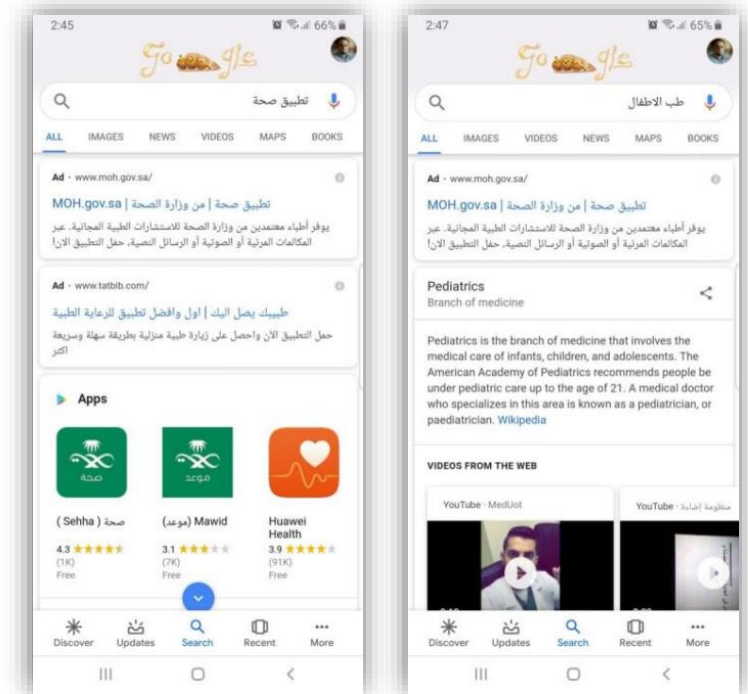 2:45
66%
Go gle
تطبيق صحة
ALL IMAGES NEWS VIDEOS MAPS BOOKS
Ad · www.moh.gov.sa/
تطبيق صحة | من وزارة الصحة | MOH.gov.sa
يوفر أطباء معتمدين من وزارة الصحة للاستشارات الطبية المجانية. عبر
المكالمات المرئية أو الصوتية أو الرسائل النصية، حمّل التطبيق الآن!
Ad · www.tatbib.com/
طبيبك يصل اليك | اول وافضل تطبيق للرعاية الطبية
حمل التطبيق الآن واحصل على زيارة طبية منزلية بطريقة سهلة وسريعة
اكثر
Apps
صحة
موعد
صحة ( Sehha )
Mawid (موعد)
Huawei
Health
4.3 3.1 3.9
(1K) (7K) (91K)
Free Free Free
Discover Updates Search Recent More
2:47
65%
Go gle
طب الاطفال
ALL IMAGES VIDEOS NEWS MAPS BOOKS
Ad · www.moh.gov.sa/
تطبيق صحة | من وزارة الصحة | MOH.gov.sa
يوفر أطباء معتمدين من وزارة الصحة للاستشارات الطبية المجانية. عبر
المكالمات المرئية أو الصوتية أو الرسائل النصية، حمّل التطبيق الآن!
Pediatrics
Branch of medicine
Pediatrics is the branch of medicine that involves the
medical care of infants, children, and adolescents. The
American Academy of Pediatrics recommends people be
under pediatric care up to the age of 21. A medical doctor
who specializes in this area is known as a pediatrician, or
paediatrician. Wikipedia
VIDEOS FROM THE WEB
YouTube · MedUot
YouTube · منظومة إضاءة
Discover Updates Search Recent More